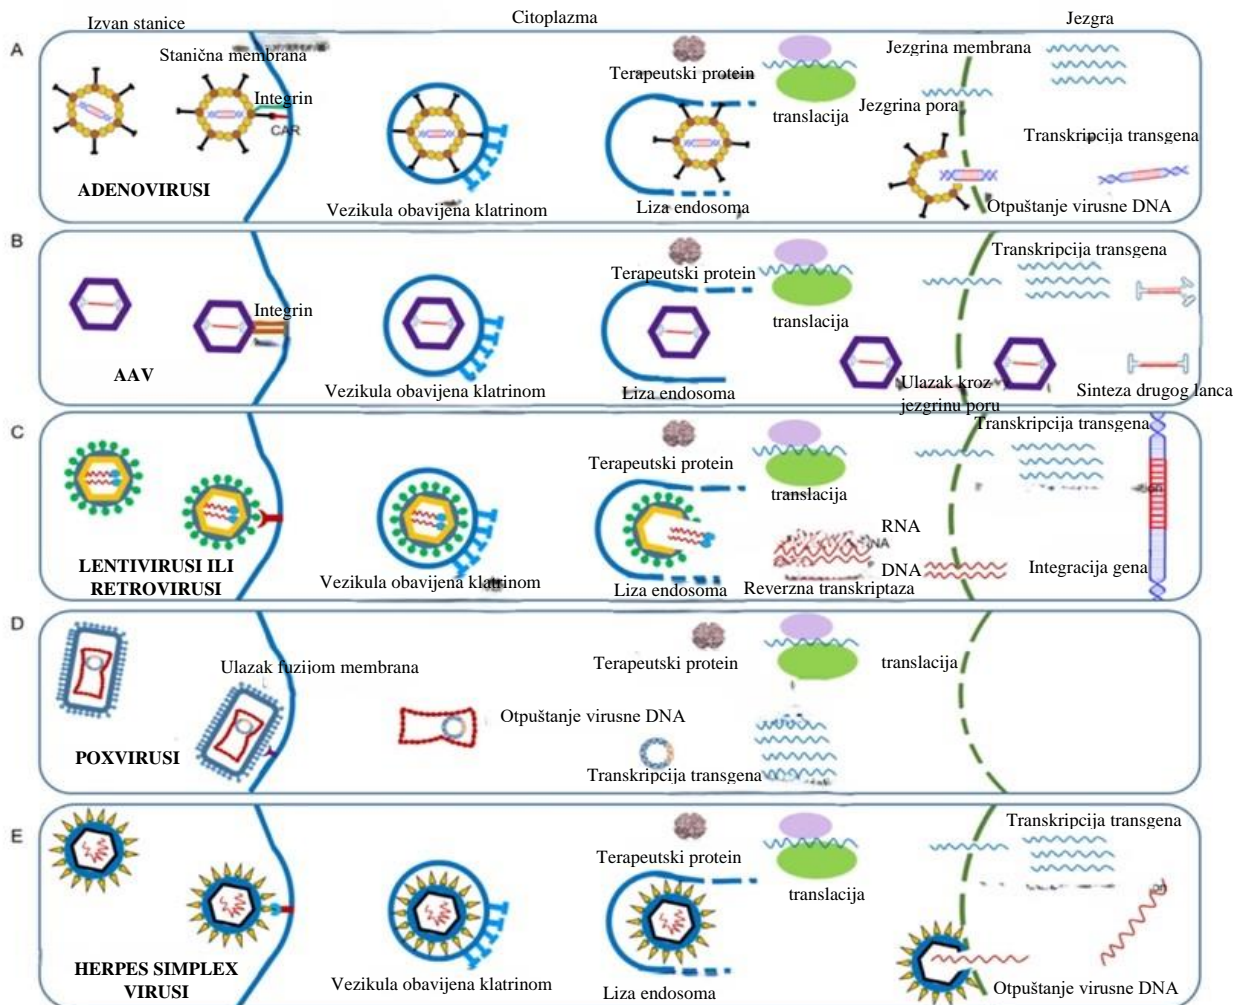 Izvan stanice
Citoplazma
Jezgra
A
Stanična membrana
Integrin
CAR
ADENOVIRUSI
Vezikula obavijena klatrinom
Terapeutski protein
Liza endosoma
translacija
Jezgrina membrana
Jezgrina pora
Transkripcija transgena
Otpuštanje virusne DNA
B
Integrin
AAV
Vezikula obavijena klatrinom
Terapeutski protein
Liza endosoma
translacija
Ulazak kroz
jezgrinu poru
Transkripcija transgena
Sinteza drugog lanca
C
LENTIVIRUSI ILI
RETROVIRUSI
Vezikula obavijena klatrinom
Terapeutski protein
Liza endosoma
translacija
RNA
DNA
Reverzna transkriptaza
Transkripcija transgena
Integracija gena
D
Ulazak fuzijom membrana
POXVIRUSI
Otpuštanje virusne DNA
Terapeutski protein
Transkripcija transgena
translacija
E
HERPES SIMPLEX
VIRUSI
Vezikula obavijena klatrinom
Terapeutski protein
Liza endosoma
translacija
Transkripcija transgena
Otpuštanje virusne DNA